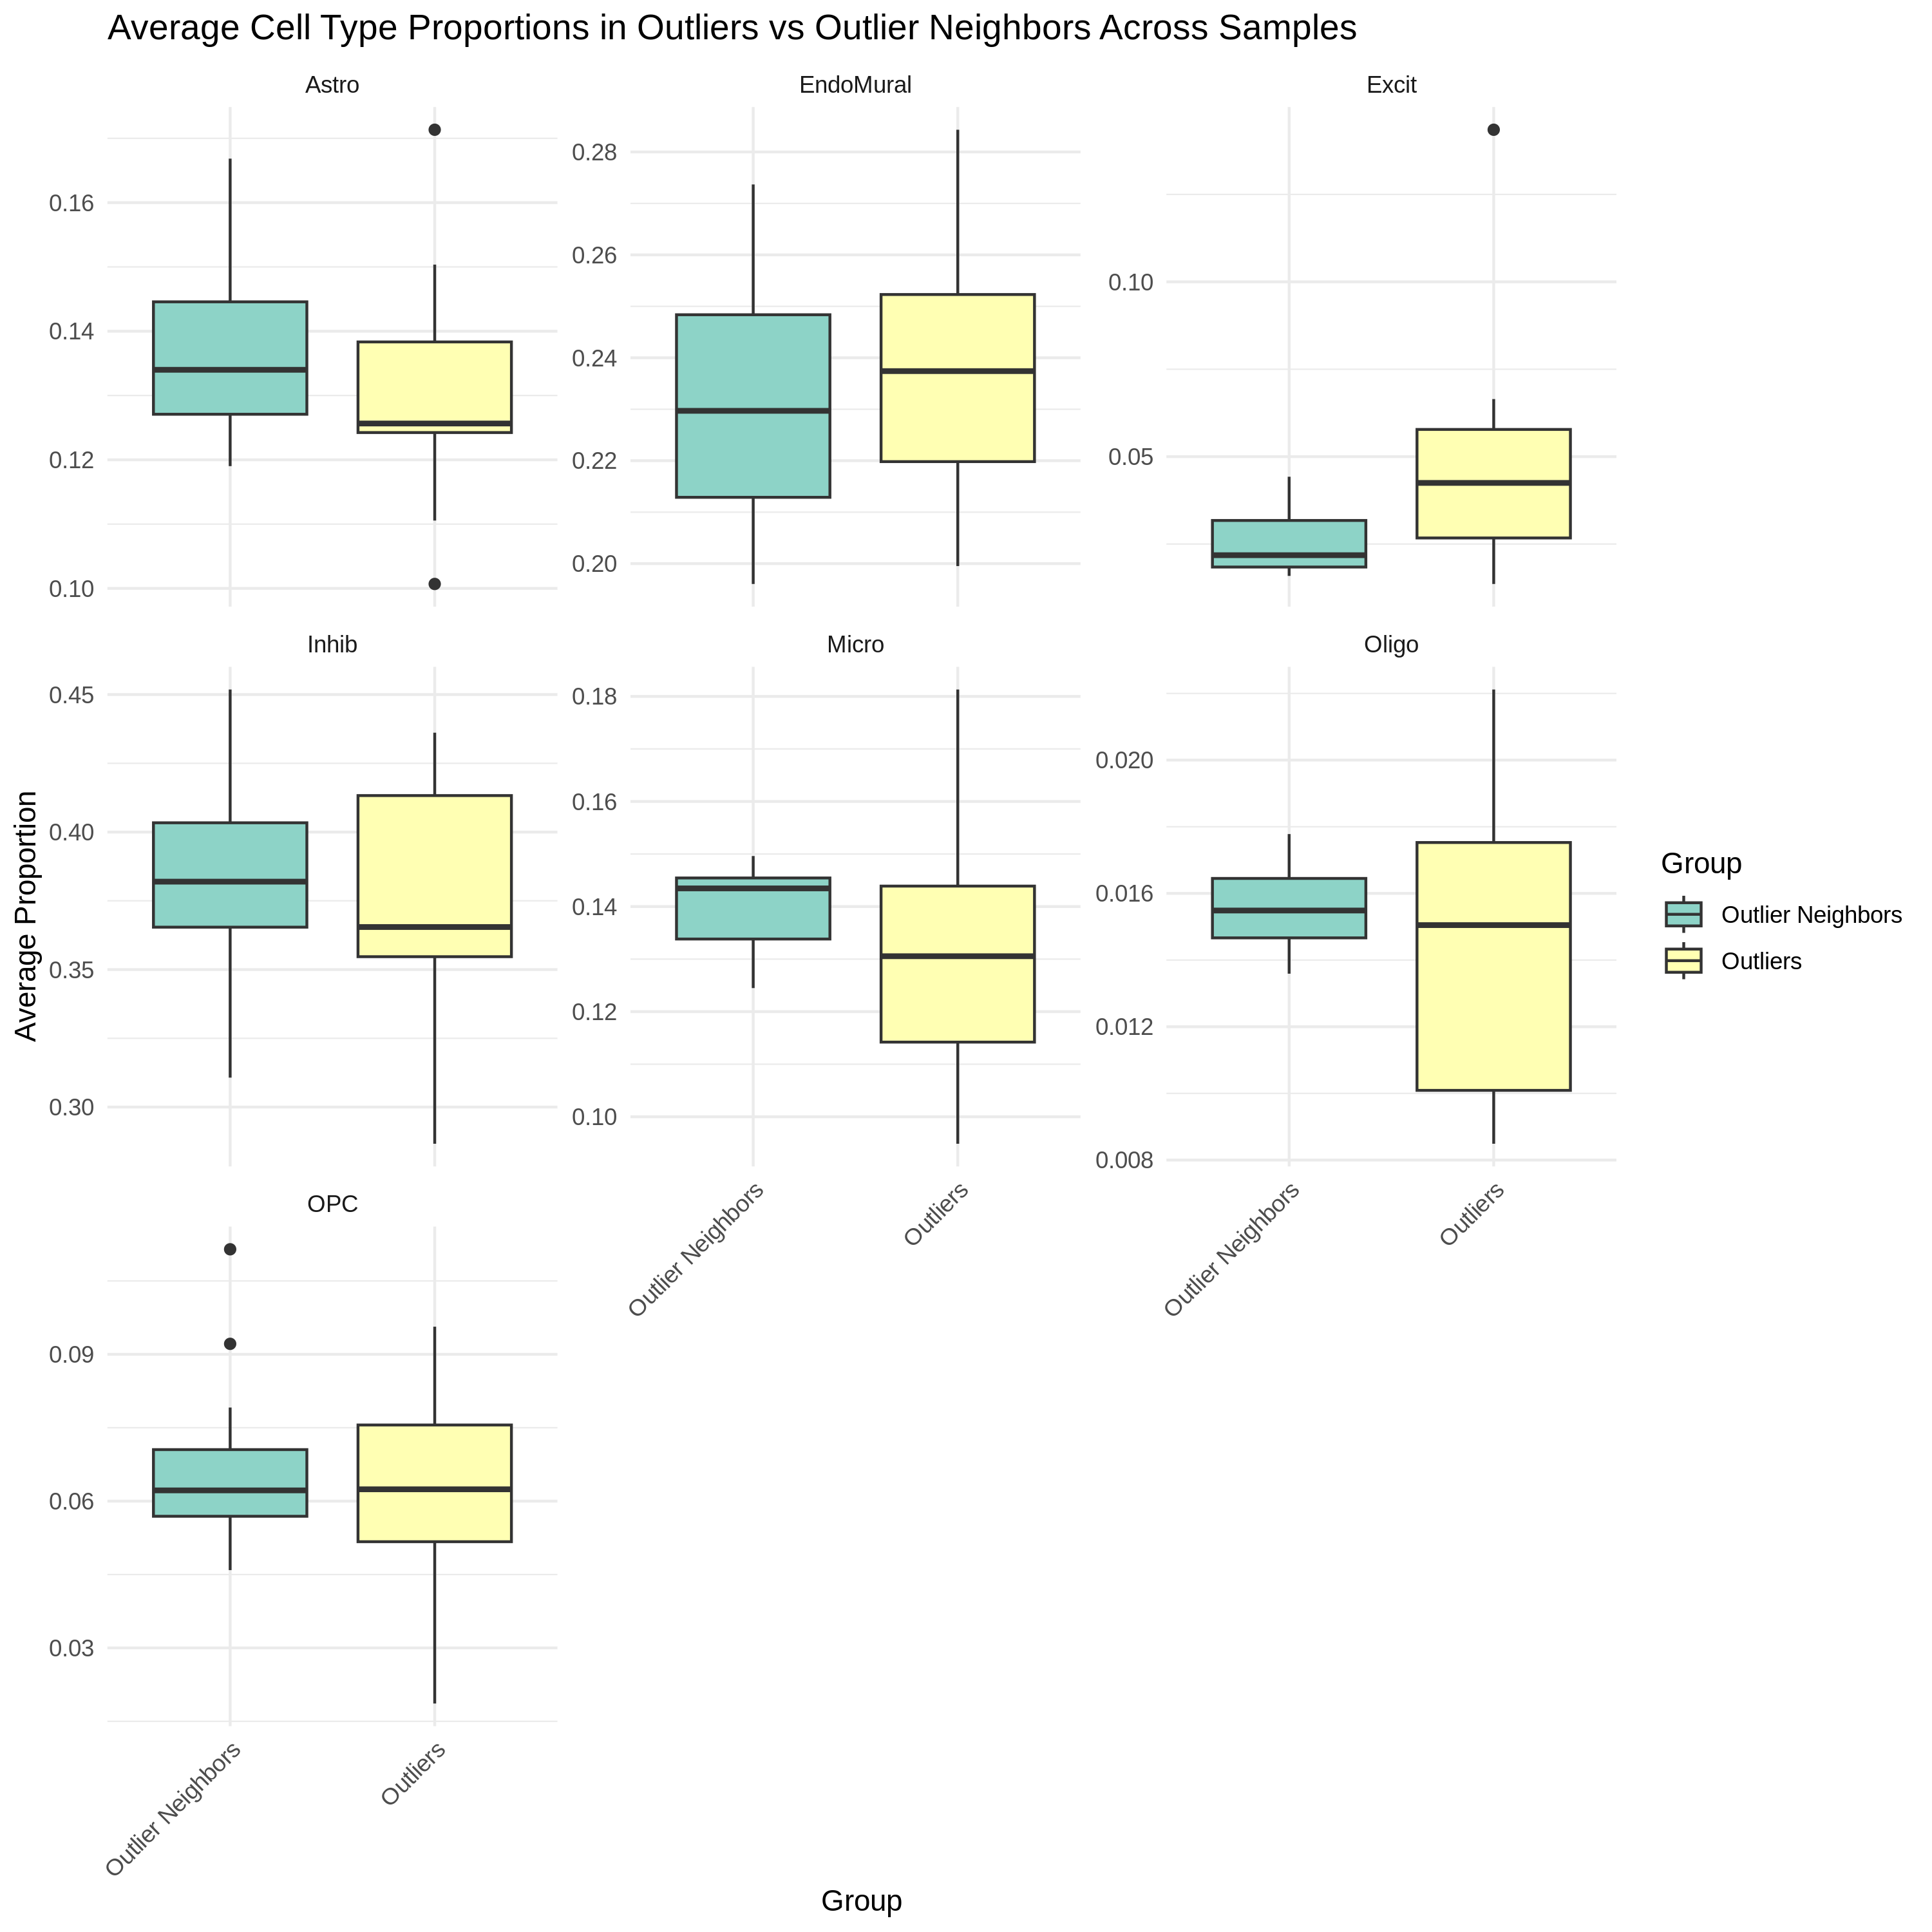 Average Cell Type Proportions in Outliers vs Outlier Neighbors Across Samples
Astro
EndoMural
Excit
0.16
0.14
0.12
0.10
0.28
0.26
0.24
0.22
0.20
0.10
0.05
Inhib
Micro
Oligo
0.45
0.40
0.35
0.30
0.18
0.16
0.14
0.12
0.10
0.020
0.016
0.012
0.008
Outlier Neighbors
Outliers
Outlier Neighbors
Outliers
OPC
0.09
0.06
0.03
Outlier Neighbors
Outliers
Average Proportion
Group
Group
Outlier Neighbors
Outliers